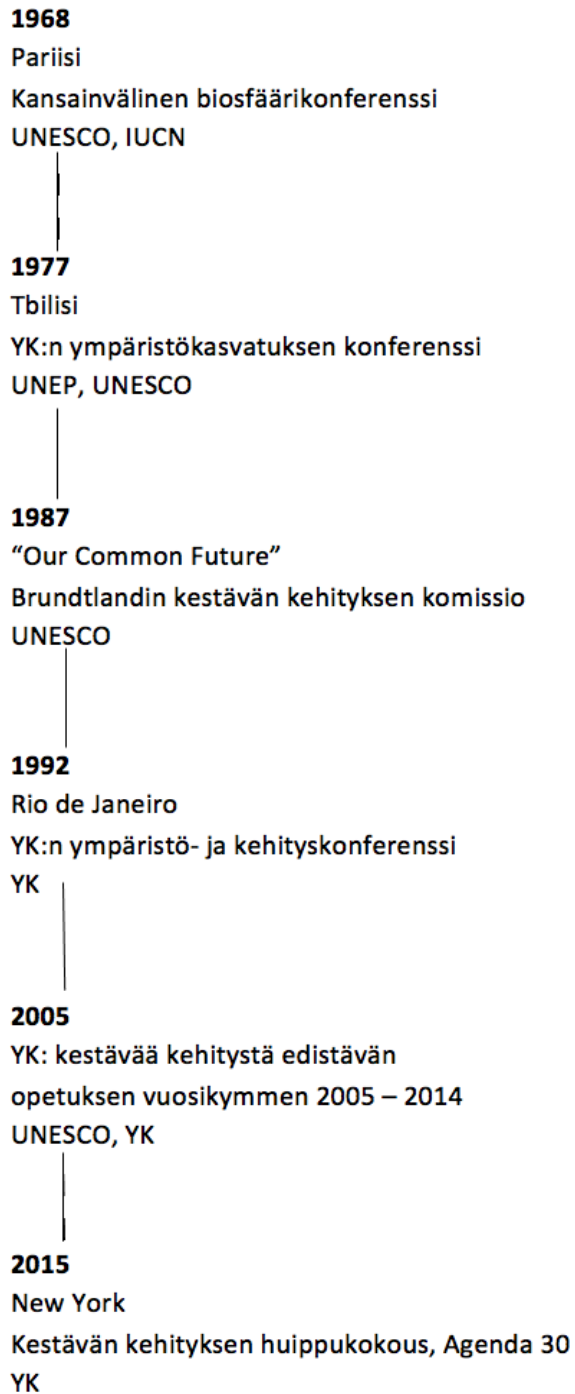 1968
Pariisi
Kansainvälinen biosfäärikonferenssi
UNESCO, IUCN
1977
Tbilisi
YK:n ympäristökasvatuksen konferenssi
UNEP, UNESCO
1987
“Our Common Future”
Brundtlandin kestävän kehityksen komissio
UNESCO
1992
Rio de Janeiro
YK:n ympäristö- ja kehityskonferenssi
YK
2005
YK: kestävää kehitystä edistävän
opetuksen vuosikymmen 2005 – 2014
UNESCO, YK
2015
New York
Kestävän kehityksen huippukokous, Agenda 30
YK